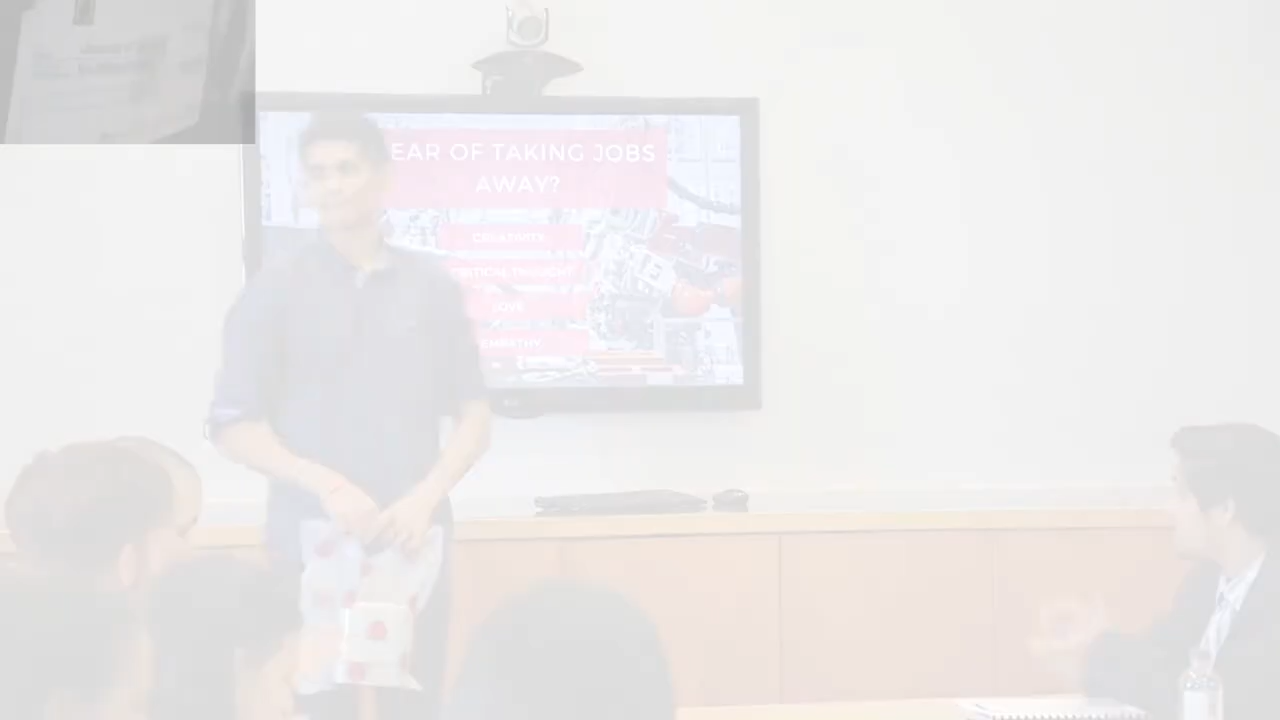 EAR OF TAKING JOBS
AWAY?
CREATIVITY
CRITICAL THOUGHT
LOVE
EMPATHY